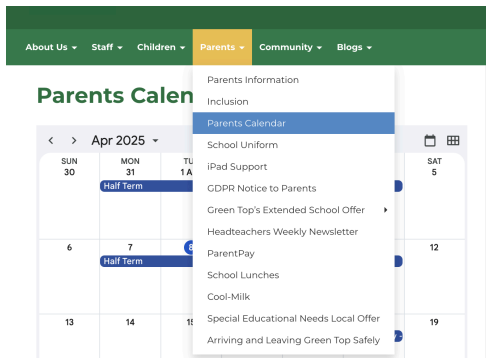 About Us Staff Children Parents Community Blogs
Parents Calen
Parents Information
Inclusion
Parents Calendar
School Uniform
iPad Support
GDPR Notice to Parents
Green Top's Extended School Offer
Headteachers Weekly Newsletter
ParentPay
School Lunches
Cool-Milk
Special Educational Needs Local Offer
Arriving and Leaving Green Top Safely
Apr 2025
SUN MON TU SAT
30 31 1 A 5
Half Term
6 7 8 12
Half Term
13 14 15 19